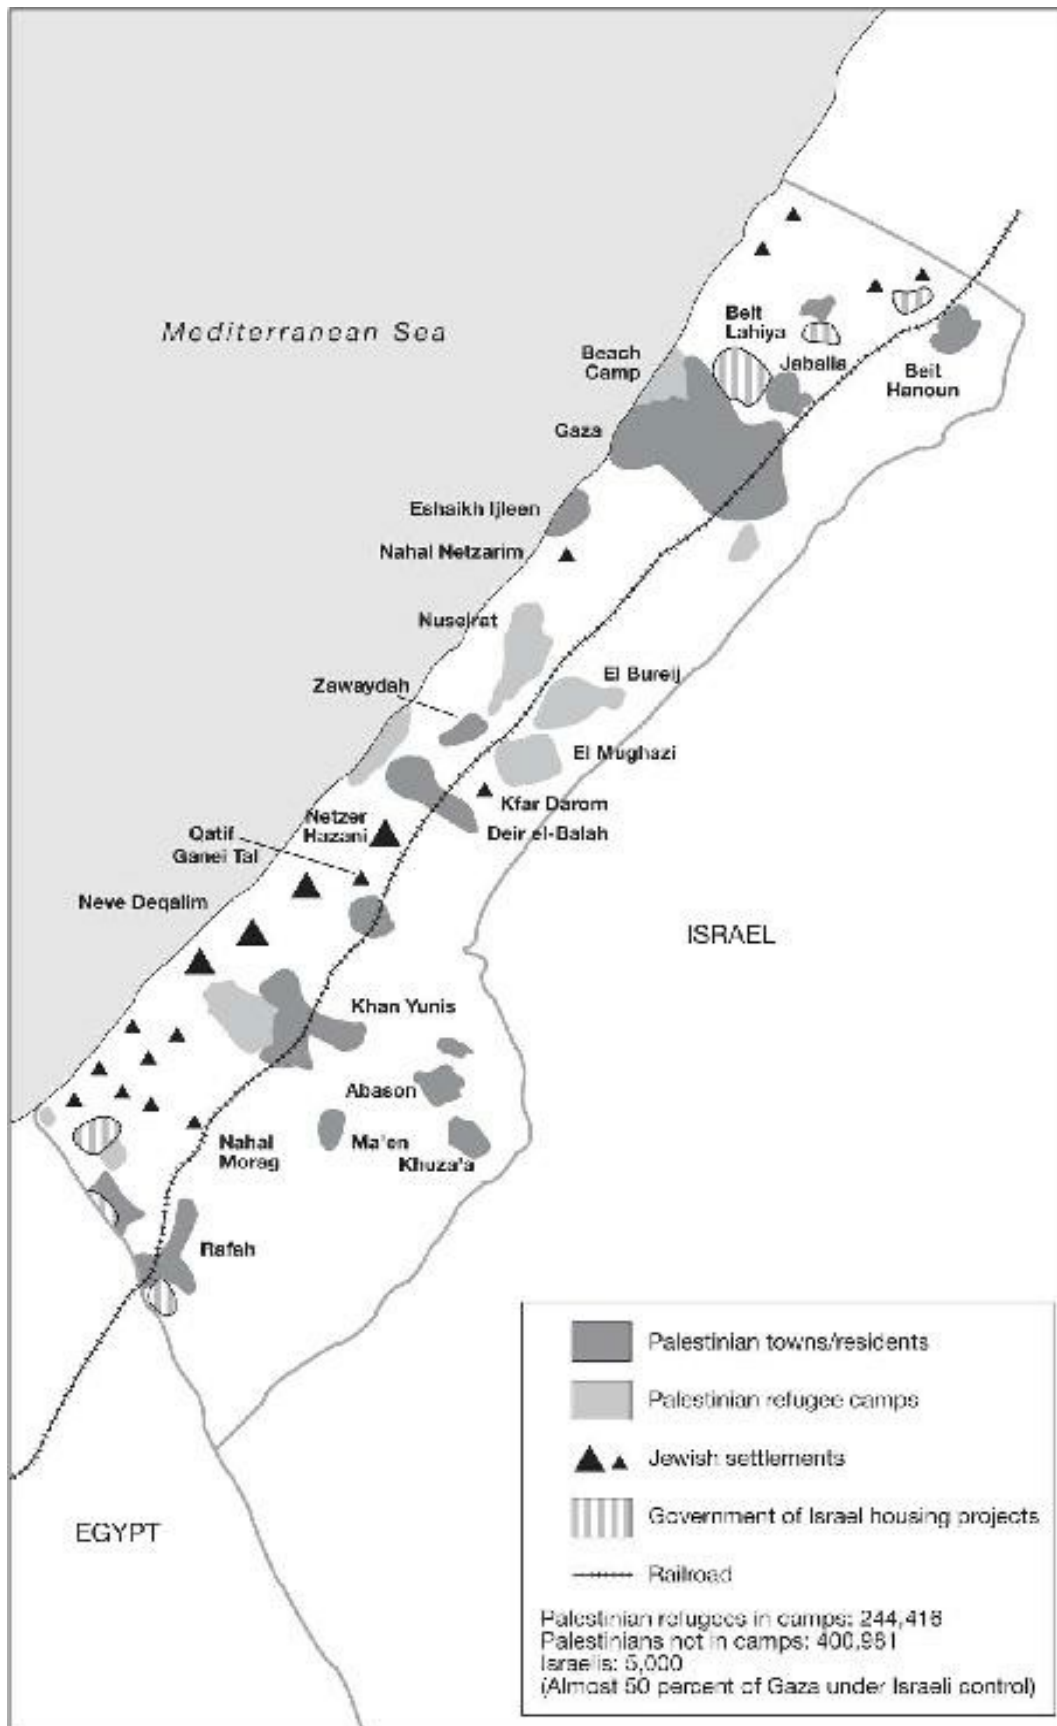 Mediterranean Sea
Beit
Lahiya
Beach
Camp
Jabalia
Beit
Hanoun
Gaza
Eshaikh Ijleen
Nahal Netzarim
Nuseirat
El Bureij
Zawaydah
El Mughazi
Kfar Darom
Netzer
Hazani
Deir el-Balah
Qatif
Ganei Tal
Neve Deqalim
ISRAEL
Khan Yunis
Abason
Nahal
Morag
Ma'en
Khuza'a
Rafah
EGYPT
Palestinian towns/residents
Palestinian refugee camps
Jewish settlements
Government of Israel housing projects
Railroad
Palestinian refugees in camps: 244,416
Palestinians not in camps: 400,981
Israelis: 5,000
(Almost 50 percent of Gaza under Israeli control)